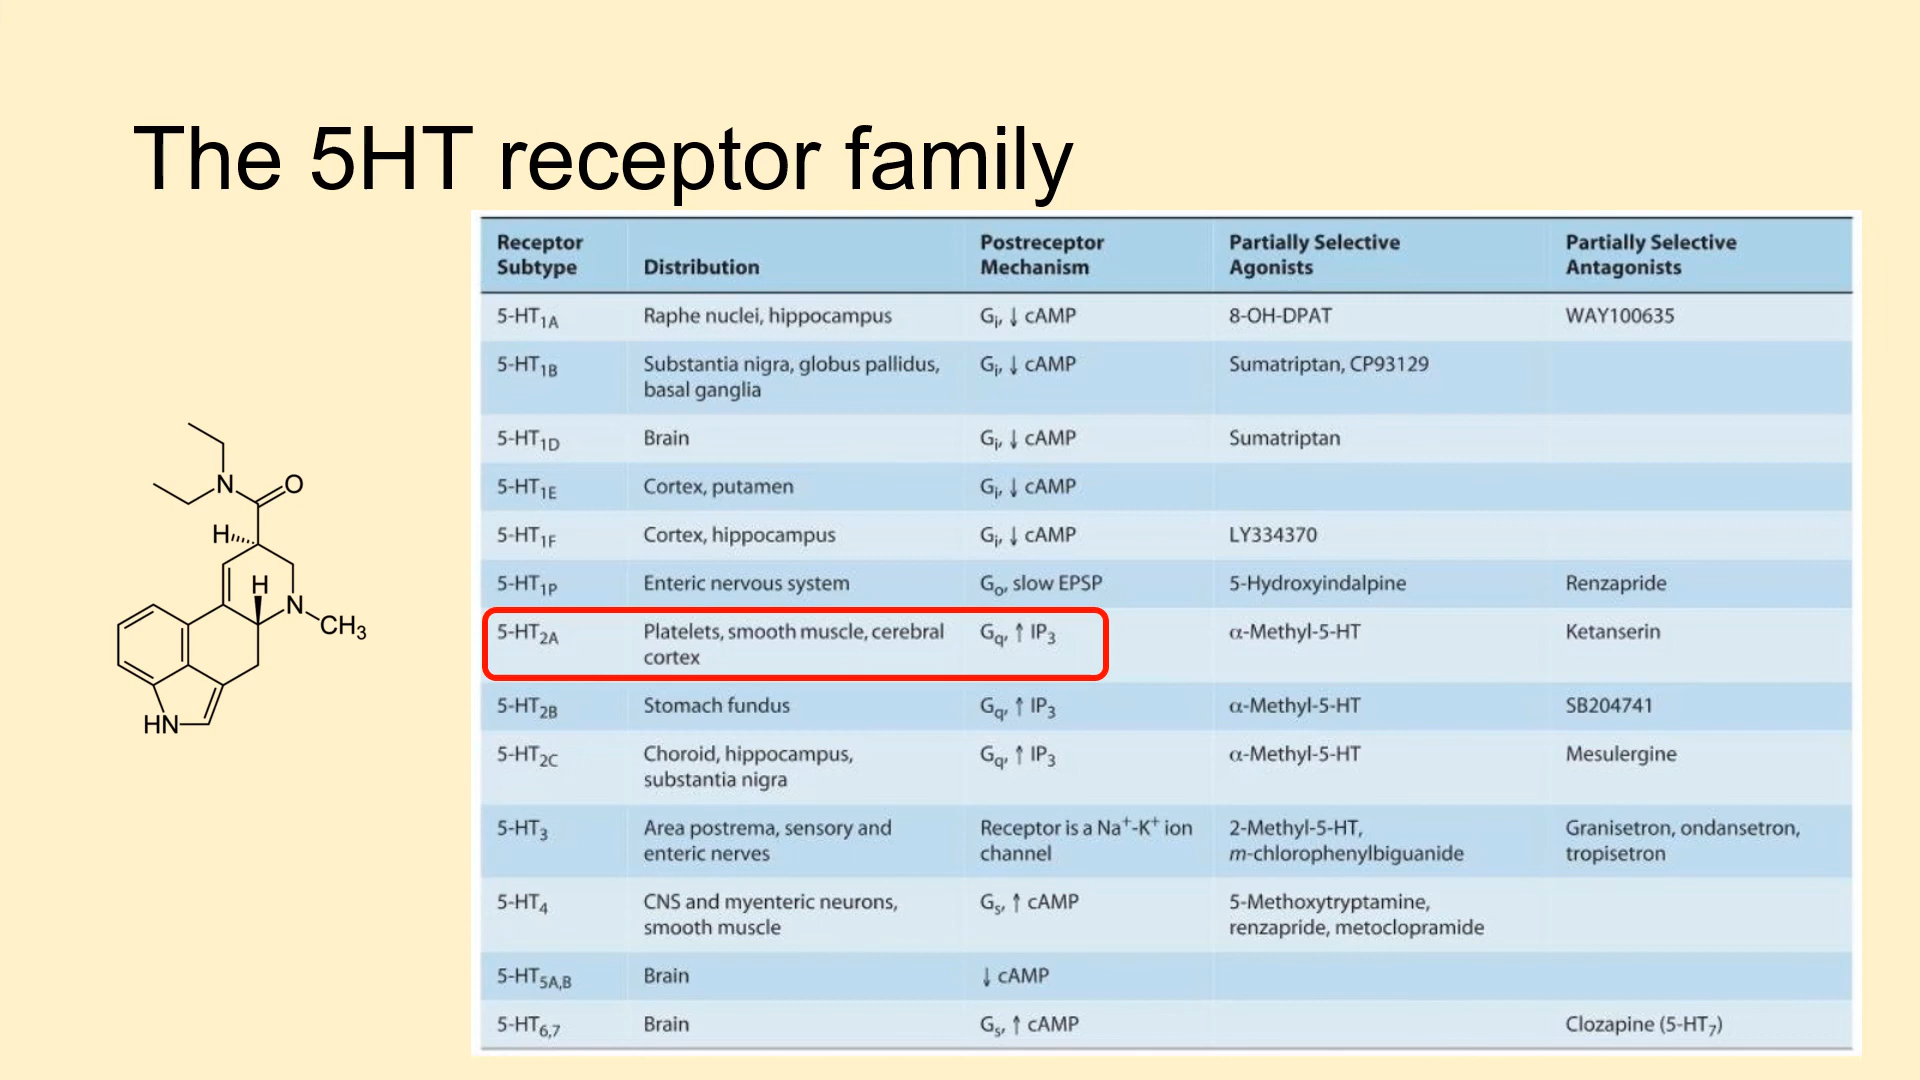 The 5HT receptor family
Receptor Subtype | Distribution | Postreceptor Mechanism | Partially Selective Agonists | Partially Selective Antagonists
5-HT1A | Raphe nuclei, hippocampus | Gi, ↓ cAMP | 8-OH-DPAT | WAY100635
5-HT1B | Substantia nigra, globus pallidus, basal ganglia | Gi, ↓ cAMP | Sumatriptan, CP93129
5-HT1D | Brain | Gi, ↓ cAMP | Sumatriptan
5-HT1E | Cortex, putamen | Gi, ↓ cAMP
5-HT1F | Cortex, hippocampus | Gi, ↓ cAMP | LY334370
5-HT1P | Enteric nervous system | Go, slow EPSP | 5-Hydroxyindalpine | Renzapride
5-HT2A | Platelets, smooth muscle, cerebral cortex | Gq, ↑ IP3 | α-Methyl-5-HT | Ketanserin
5-HT2B | Stomach fundus | Gq, ↑ IP3 | α-Methyl-5-HT | SB204741
5-HT2C | Choroid, hippocampus, substantia nigra | Gq, ↑ IP3 | α-Methyl-5-HT | Mesulergine
5-HT3 | Area postrema, sensory and enteric nerves | Receptor is a Na+-K+ ion channel | 2-Methyl-5-HT, m-chlorophenylbiguanide | Granisetron, ondansetron, tropisetron
5-HT4 | CNS and myenteric neurons, smooth muscle | Gs, ↑ cAMP | 5-Methoxytryptamine, renzapride, metoclopramide
5-HT5A,B | Brain | ↓ cAMP
5-HT6,7 | Brain | Gs, ↑ cAMP | Clozapine (5-HT7)
N
O
H
H
N
CH3
HN